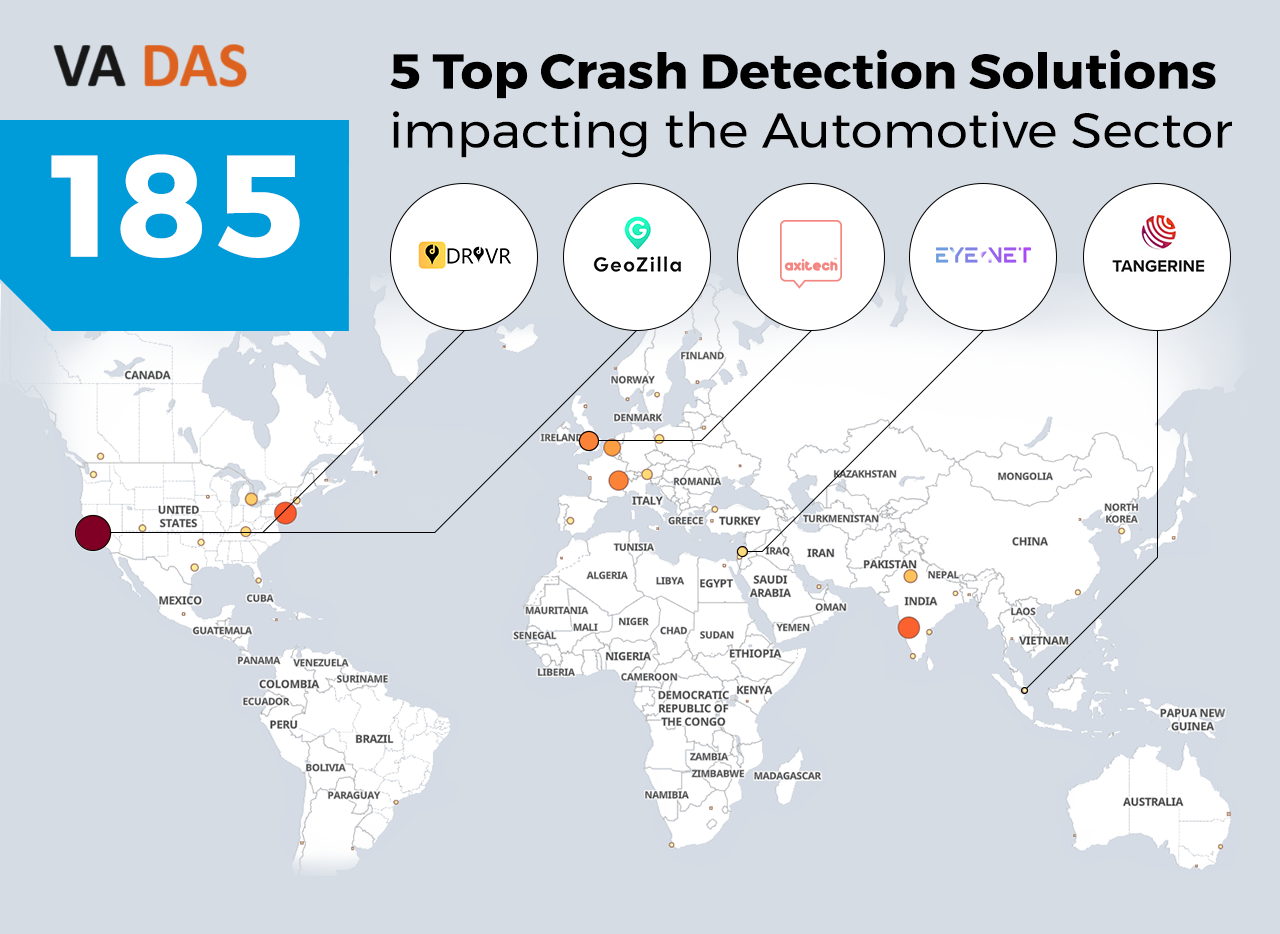 VA DAS
5 Top Crash Detection Solutions
impacting the Automotive Sector
185
DRIVR
GeoZilla
axitech
EYE-NET
TANGERINE
CANADA
FINLAND
NORWAY
DENMARK
IRELAND
UNITED
STATES
ITALY
ROMANIA
GREECE
TURKEY
KAZAKHSTAN
MONGOLIA
TURKMENISTAN
NORTH
KOREA
CHINA
TUNISIA
IRAQ
IRAN
PAKISTAN
NEPAL
ALGERIA
LIBYA
EGYPT
SAUDI
ARABIA
MEXICO
CUBA
INDIA
OMAN
LAOS
GUATEMALA
MAURITANIA
MALI
NIGER
CHAD
SUDAN
YEMEN
SENEGAL
VIETNAM
PANAMA
VENEZUELA
NIGERIA
ETHIOPIA
COLOMBIA
SURINAME
LIBERIA
CAMEROON
ECUADOR
DEMOCRATIC
REPUBLIC OF
THE CONGO
KENYA
PERU
BRAZIL
PAPUA NEW
GUINEA
BOLIVIA
ZAMBIA
ZIMBABWE
MADAGASCAR
PARAGUAY
NAMIBIA
AUSTRALIA